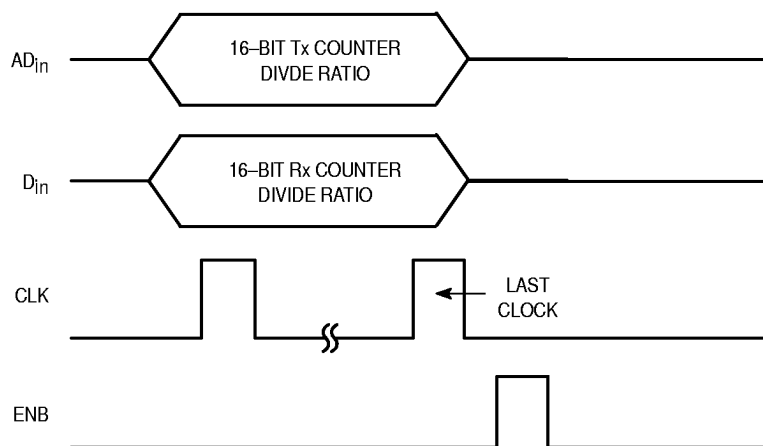 ADin
16–BIT Tx COUNTER
DIVDE RATIO
Din
16–BIT Rx COUNTER
DIVIDE RATIO
CLK
LAST
CLOCK
ENB